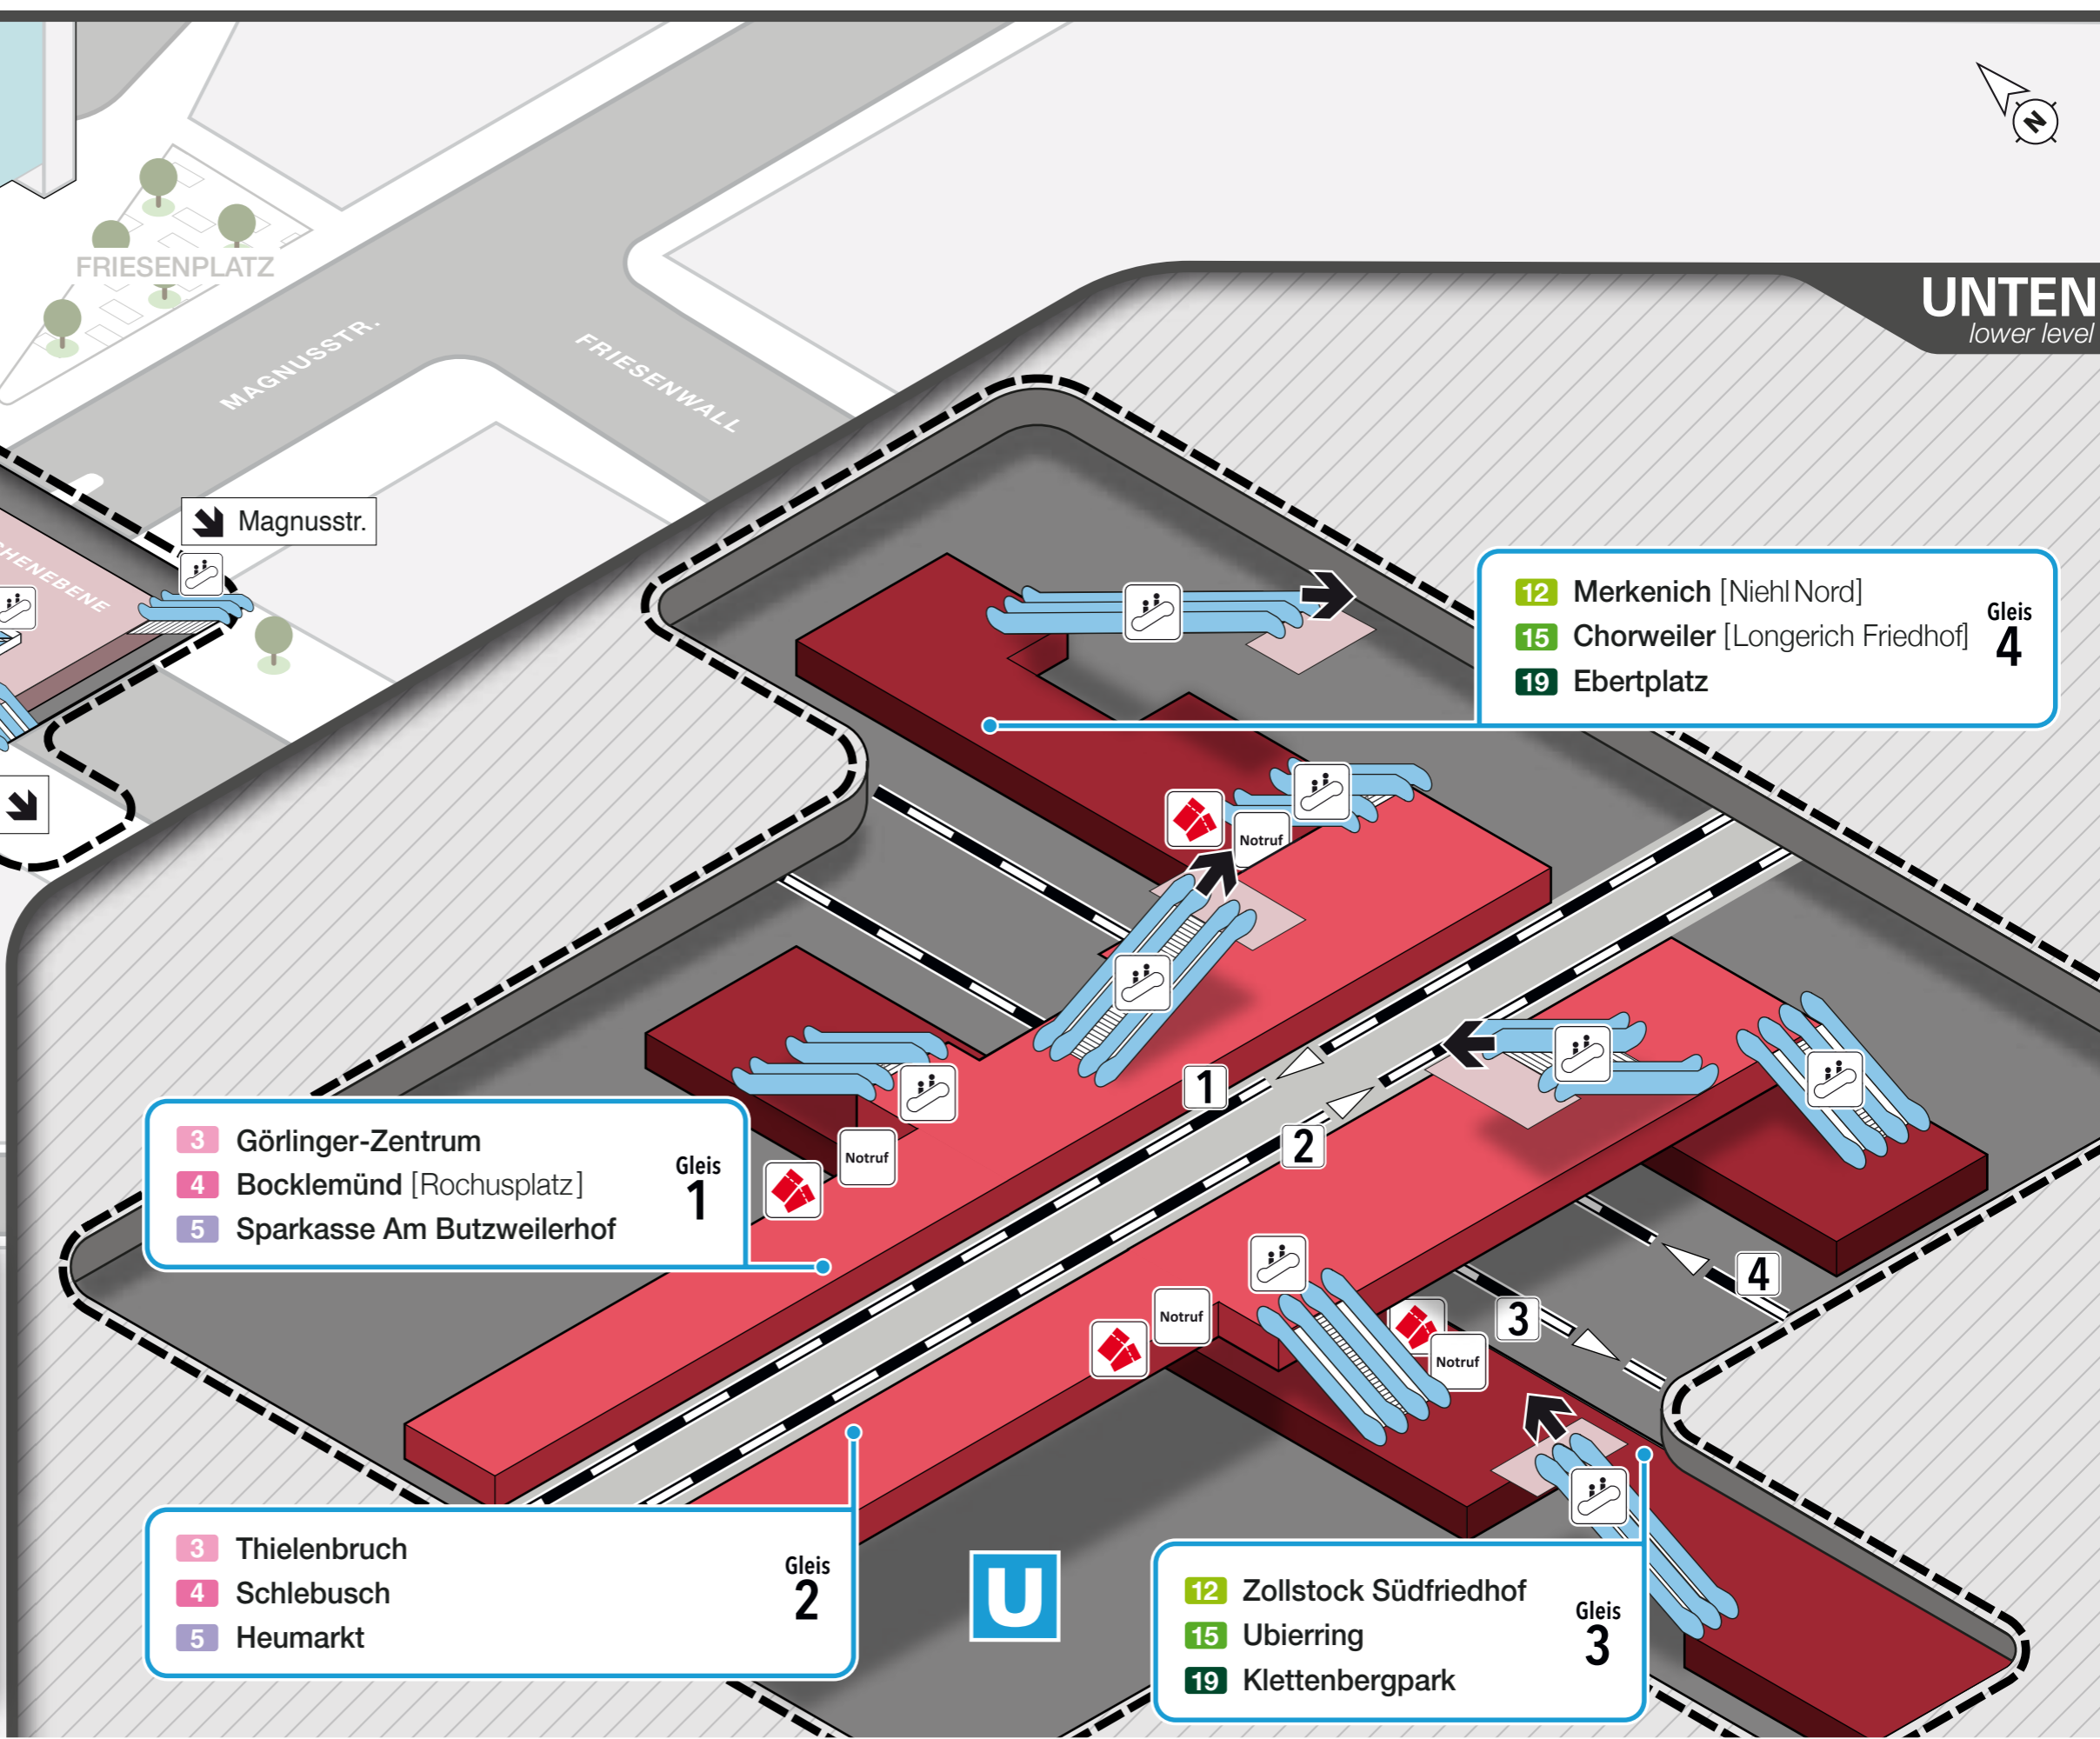 N
FRIESENPLATZ
MAGNUSSTR.
FRIESENWALL
UNTEN
lower level
Magnusstr.
12 Merkenich [Niehl Nord]
15 Chorweiler [Longerich Friedhof]
19 Ebertplatz
Gleis
4
Notruf
1
2
3 Görlinger-Zentrum
4 Bocklemünd [Rochusplatz]
5 Sparkasse Am Butzweilerhof
Gleis
1
Notruf
4
3
Notruf
Notruf
3 Thielenbruch
4 Schlebusch
5 Heumarkt
Gleis
2
U
12 Zollstock Südfriedhof
15 Ubierring
19 Klettenbergpark
Gleis
3